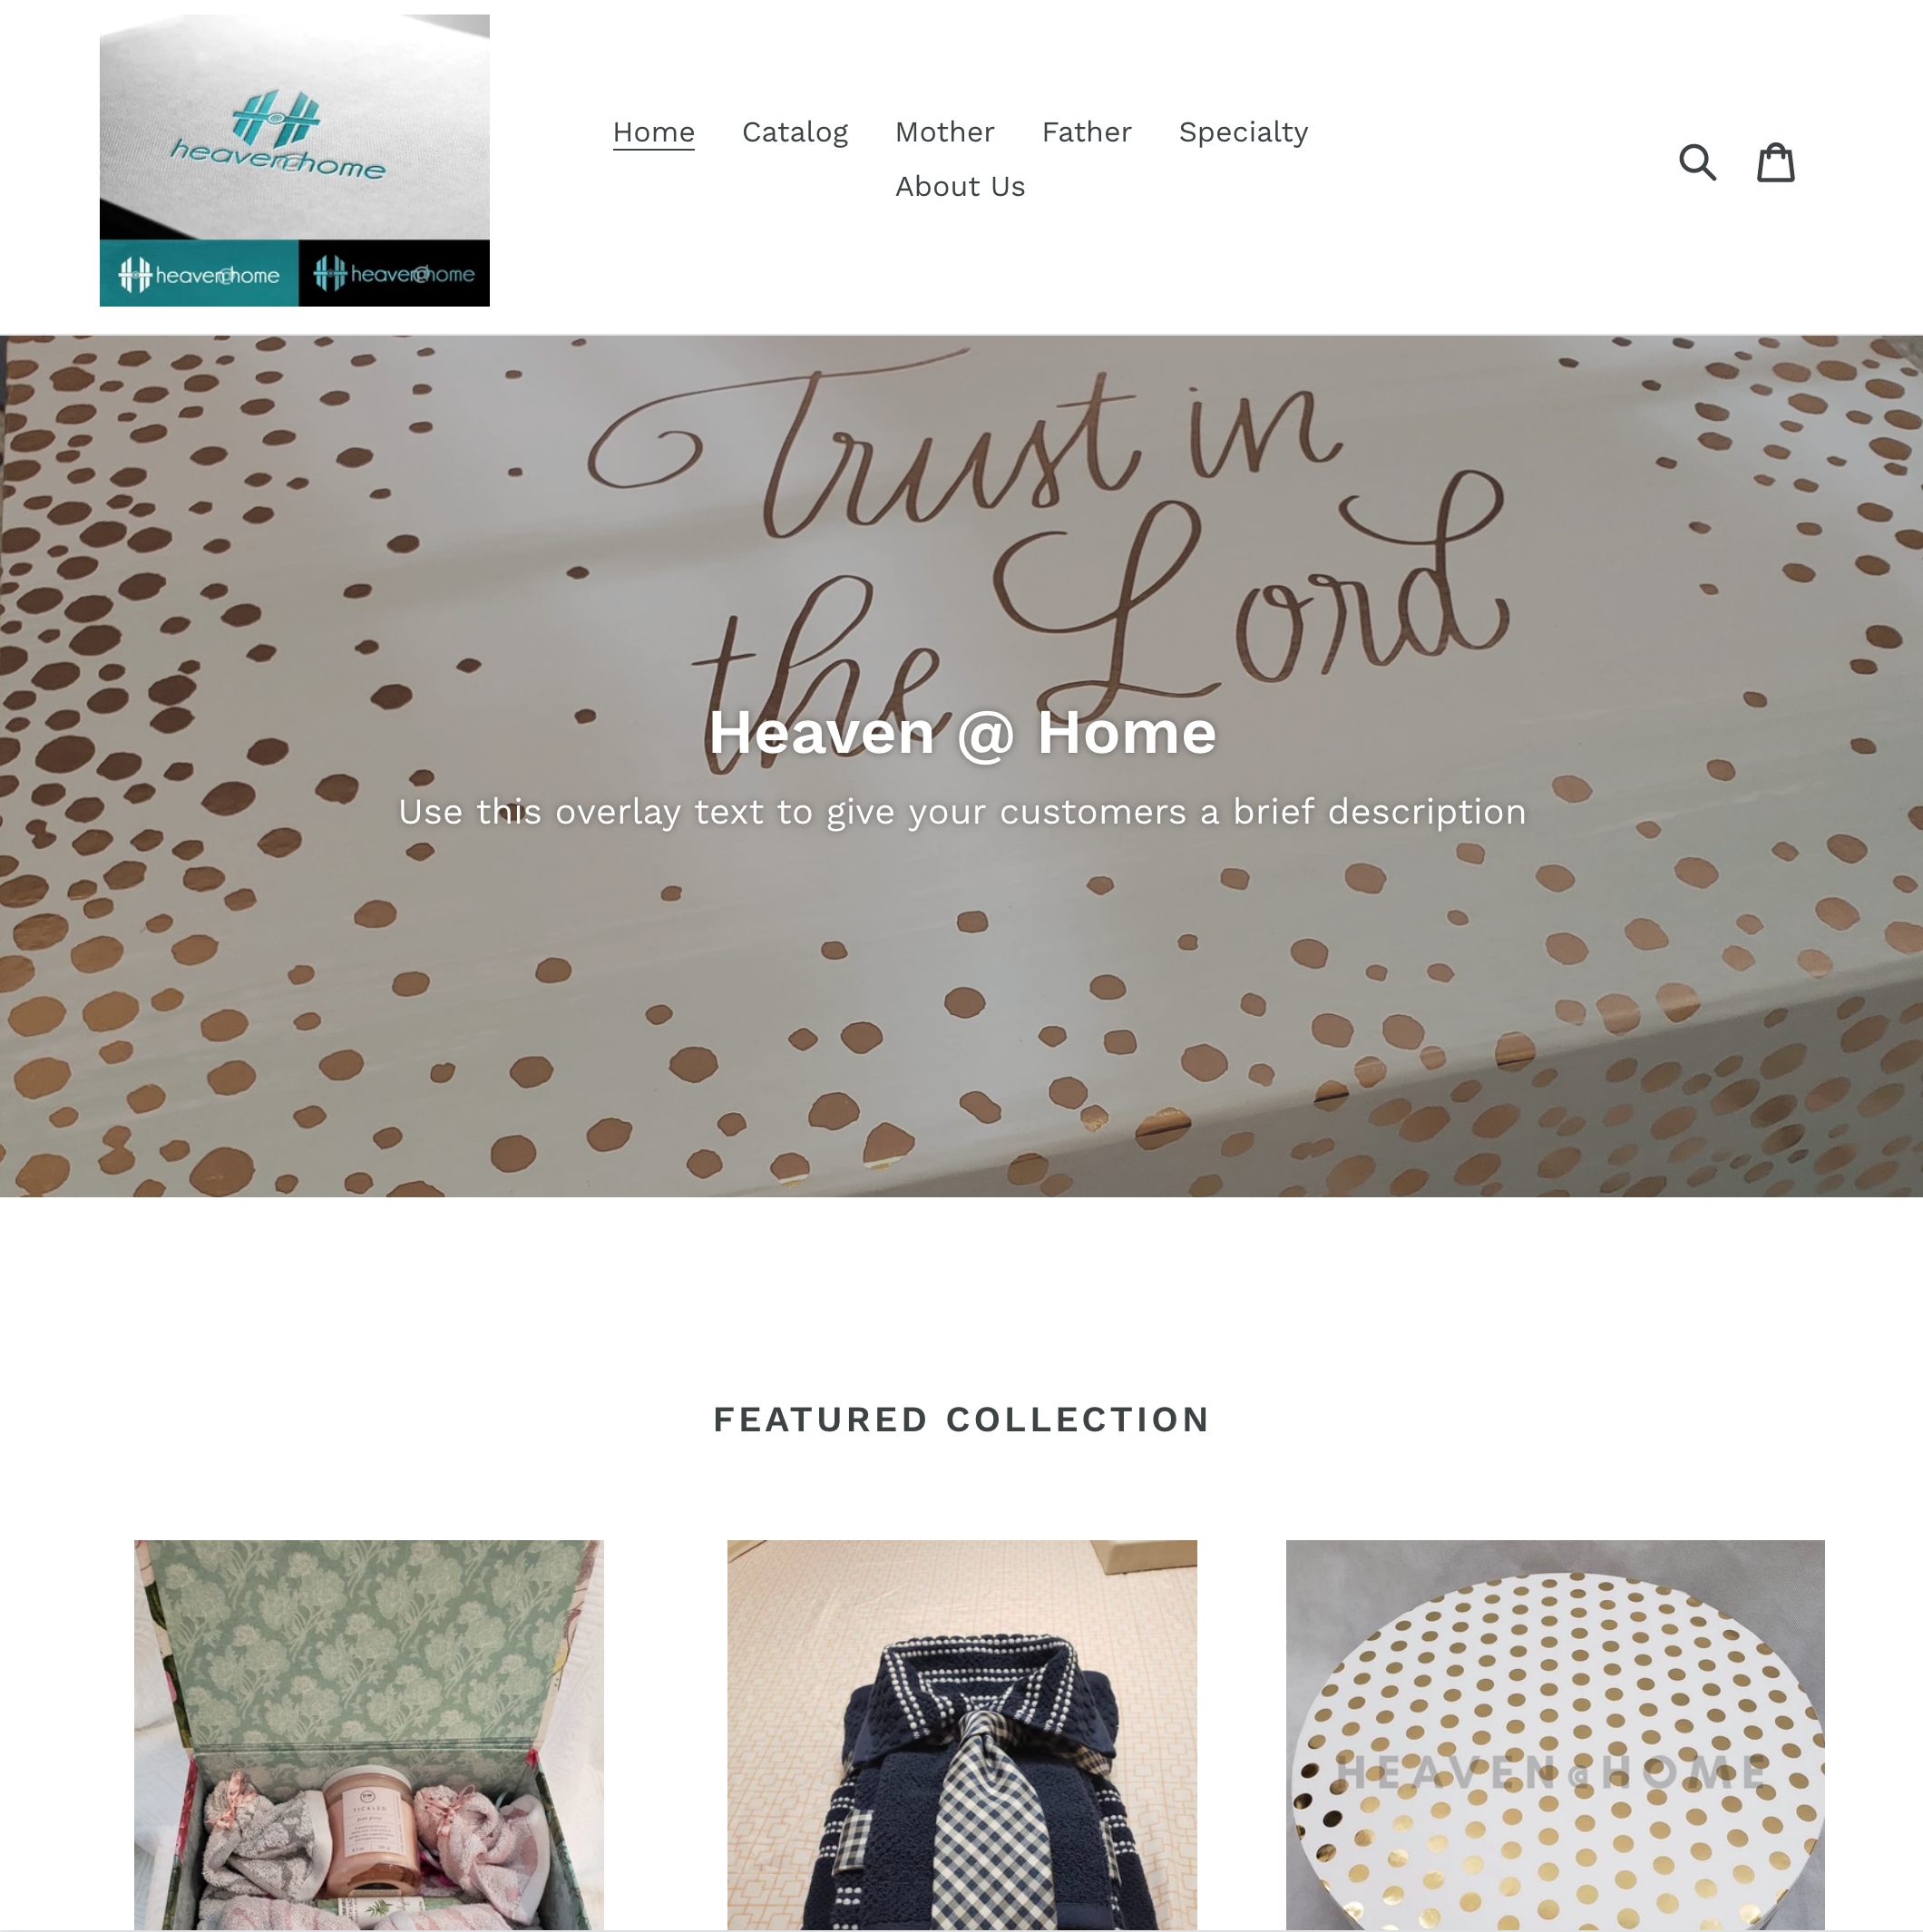 heaven@home
heaven@home
heaven@home
Home Catalog Mother Father Specialty
About Us
Trust in
the Lord
Heaven @ Home
Use this overlay text to give your customers a brief description
FEATURED COLLECTION
TICKLED
HEAVEN@HOME